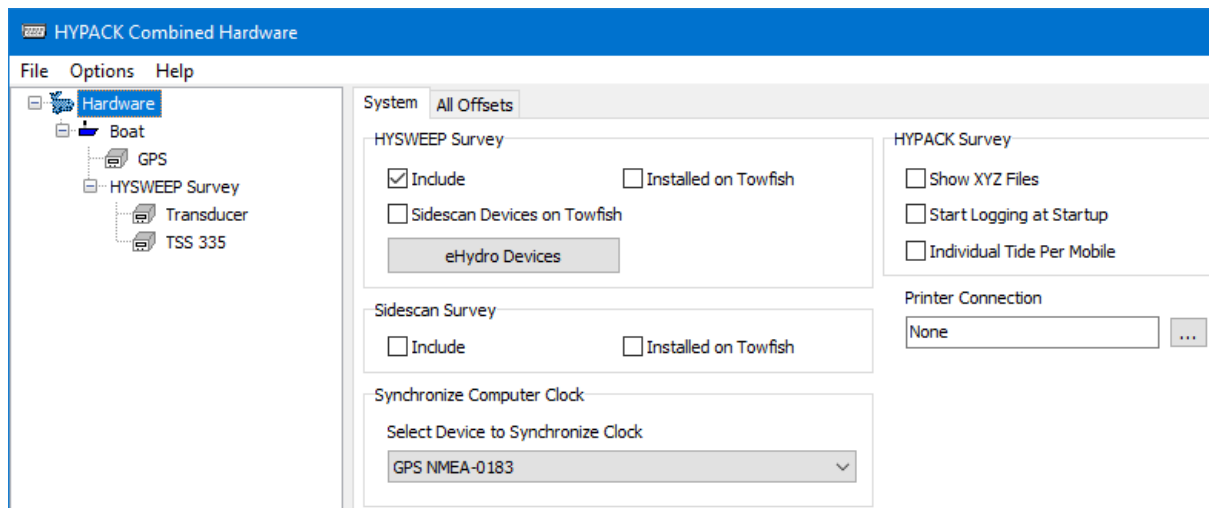 HYPACK Combined Hardware
File Options Help
Hardware
Boat
GPS
HYSWEEP Survey
Transducer
TSS 335
System All Offsets
HYSWEEP Survey
Include Installed on Towfish
Sidescan Devices on Towfish
eHydro Devices
Sidescan Survey
Include Installed on Towfish
Synchronize Computer Clock
Select Device to Synchronize Clock
GPS NMEA-0183
HYPACK Survey
Show XYZ Files
Start Logging at Startup
Individual Tide Per Mobile
Printer Connection
None ...